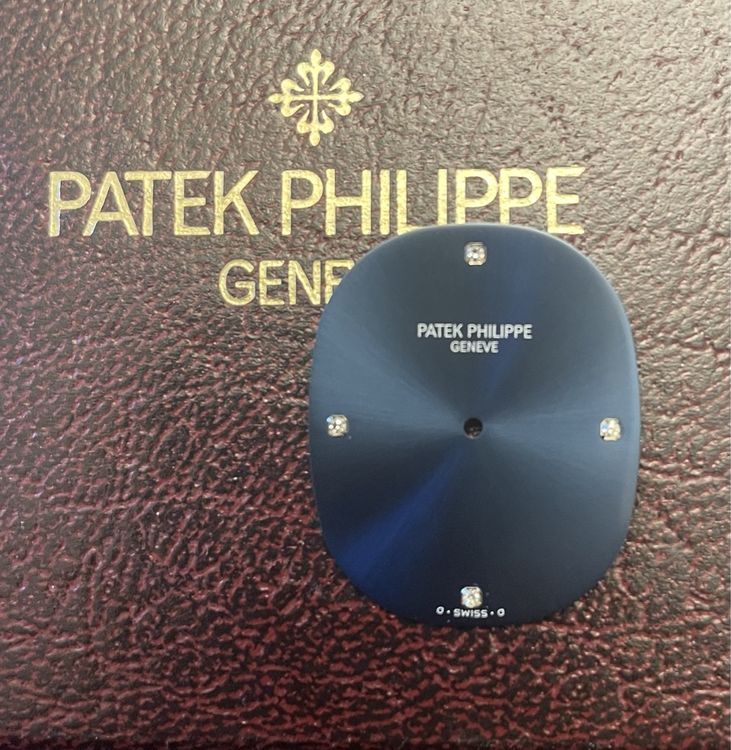 PATEK PHILIPPE
GENE
PATEK PHILIPPE
GENEVE
σ · SWISS · σ